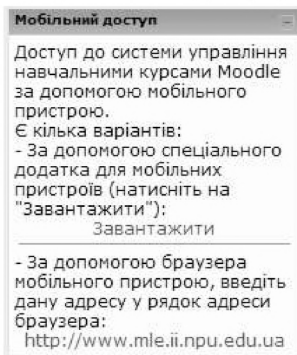 Мобільний доступ
Доступ до системи управління
навчальними курсами Moodle
за допомогою мобільного
пристрою.
Є кілька варіантів:
- За допомогою спеціального
додатка для мобільних
пристроїв (натисніть на
"Завантажити"):
Завантажити
- За допомогою браузера
мобільного пристрою, введіть
дану адресу у рядок адреси
браузера:
http://www.mle.ii.npu.edu.ua